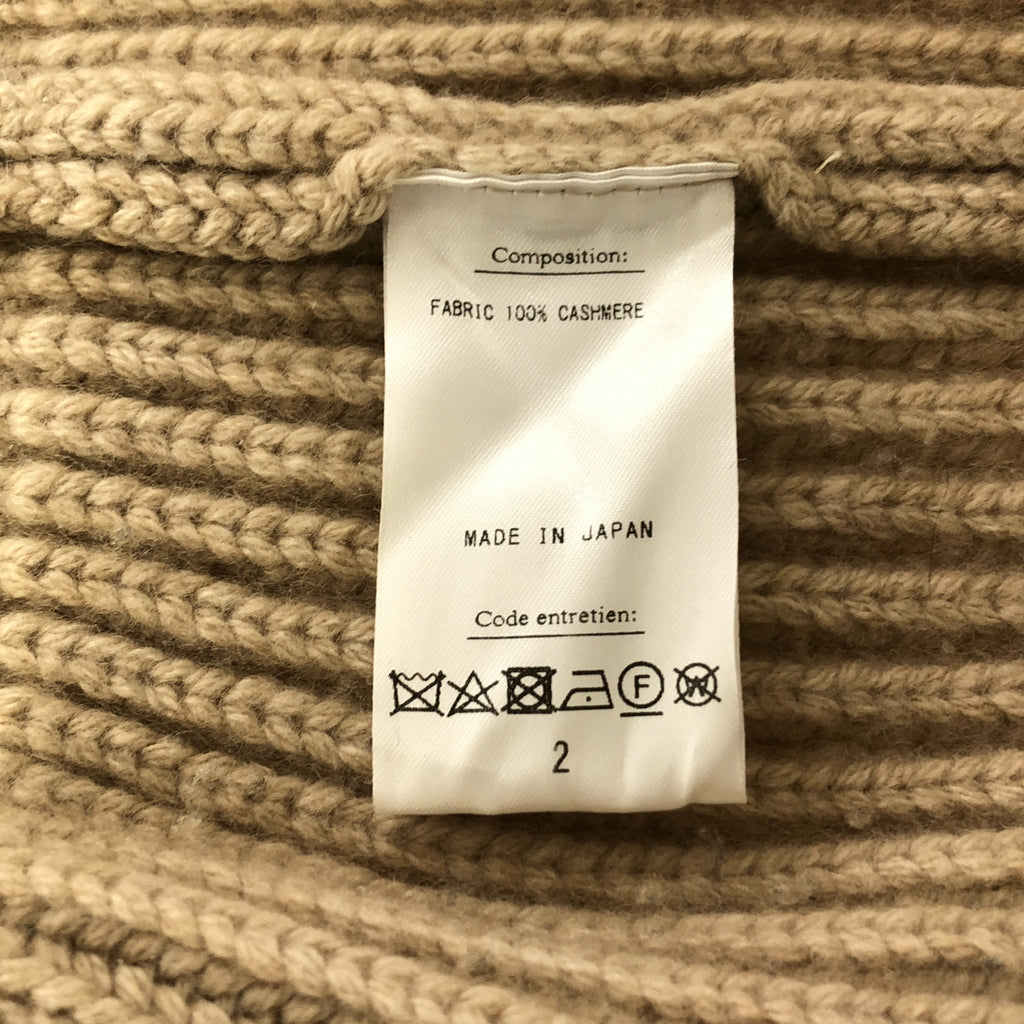 Composition:
FABRIC 100% CASHMERE
MADE IN JAPAN
Code entretien:
F W
2